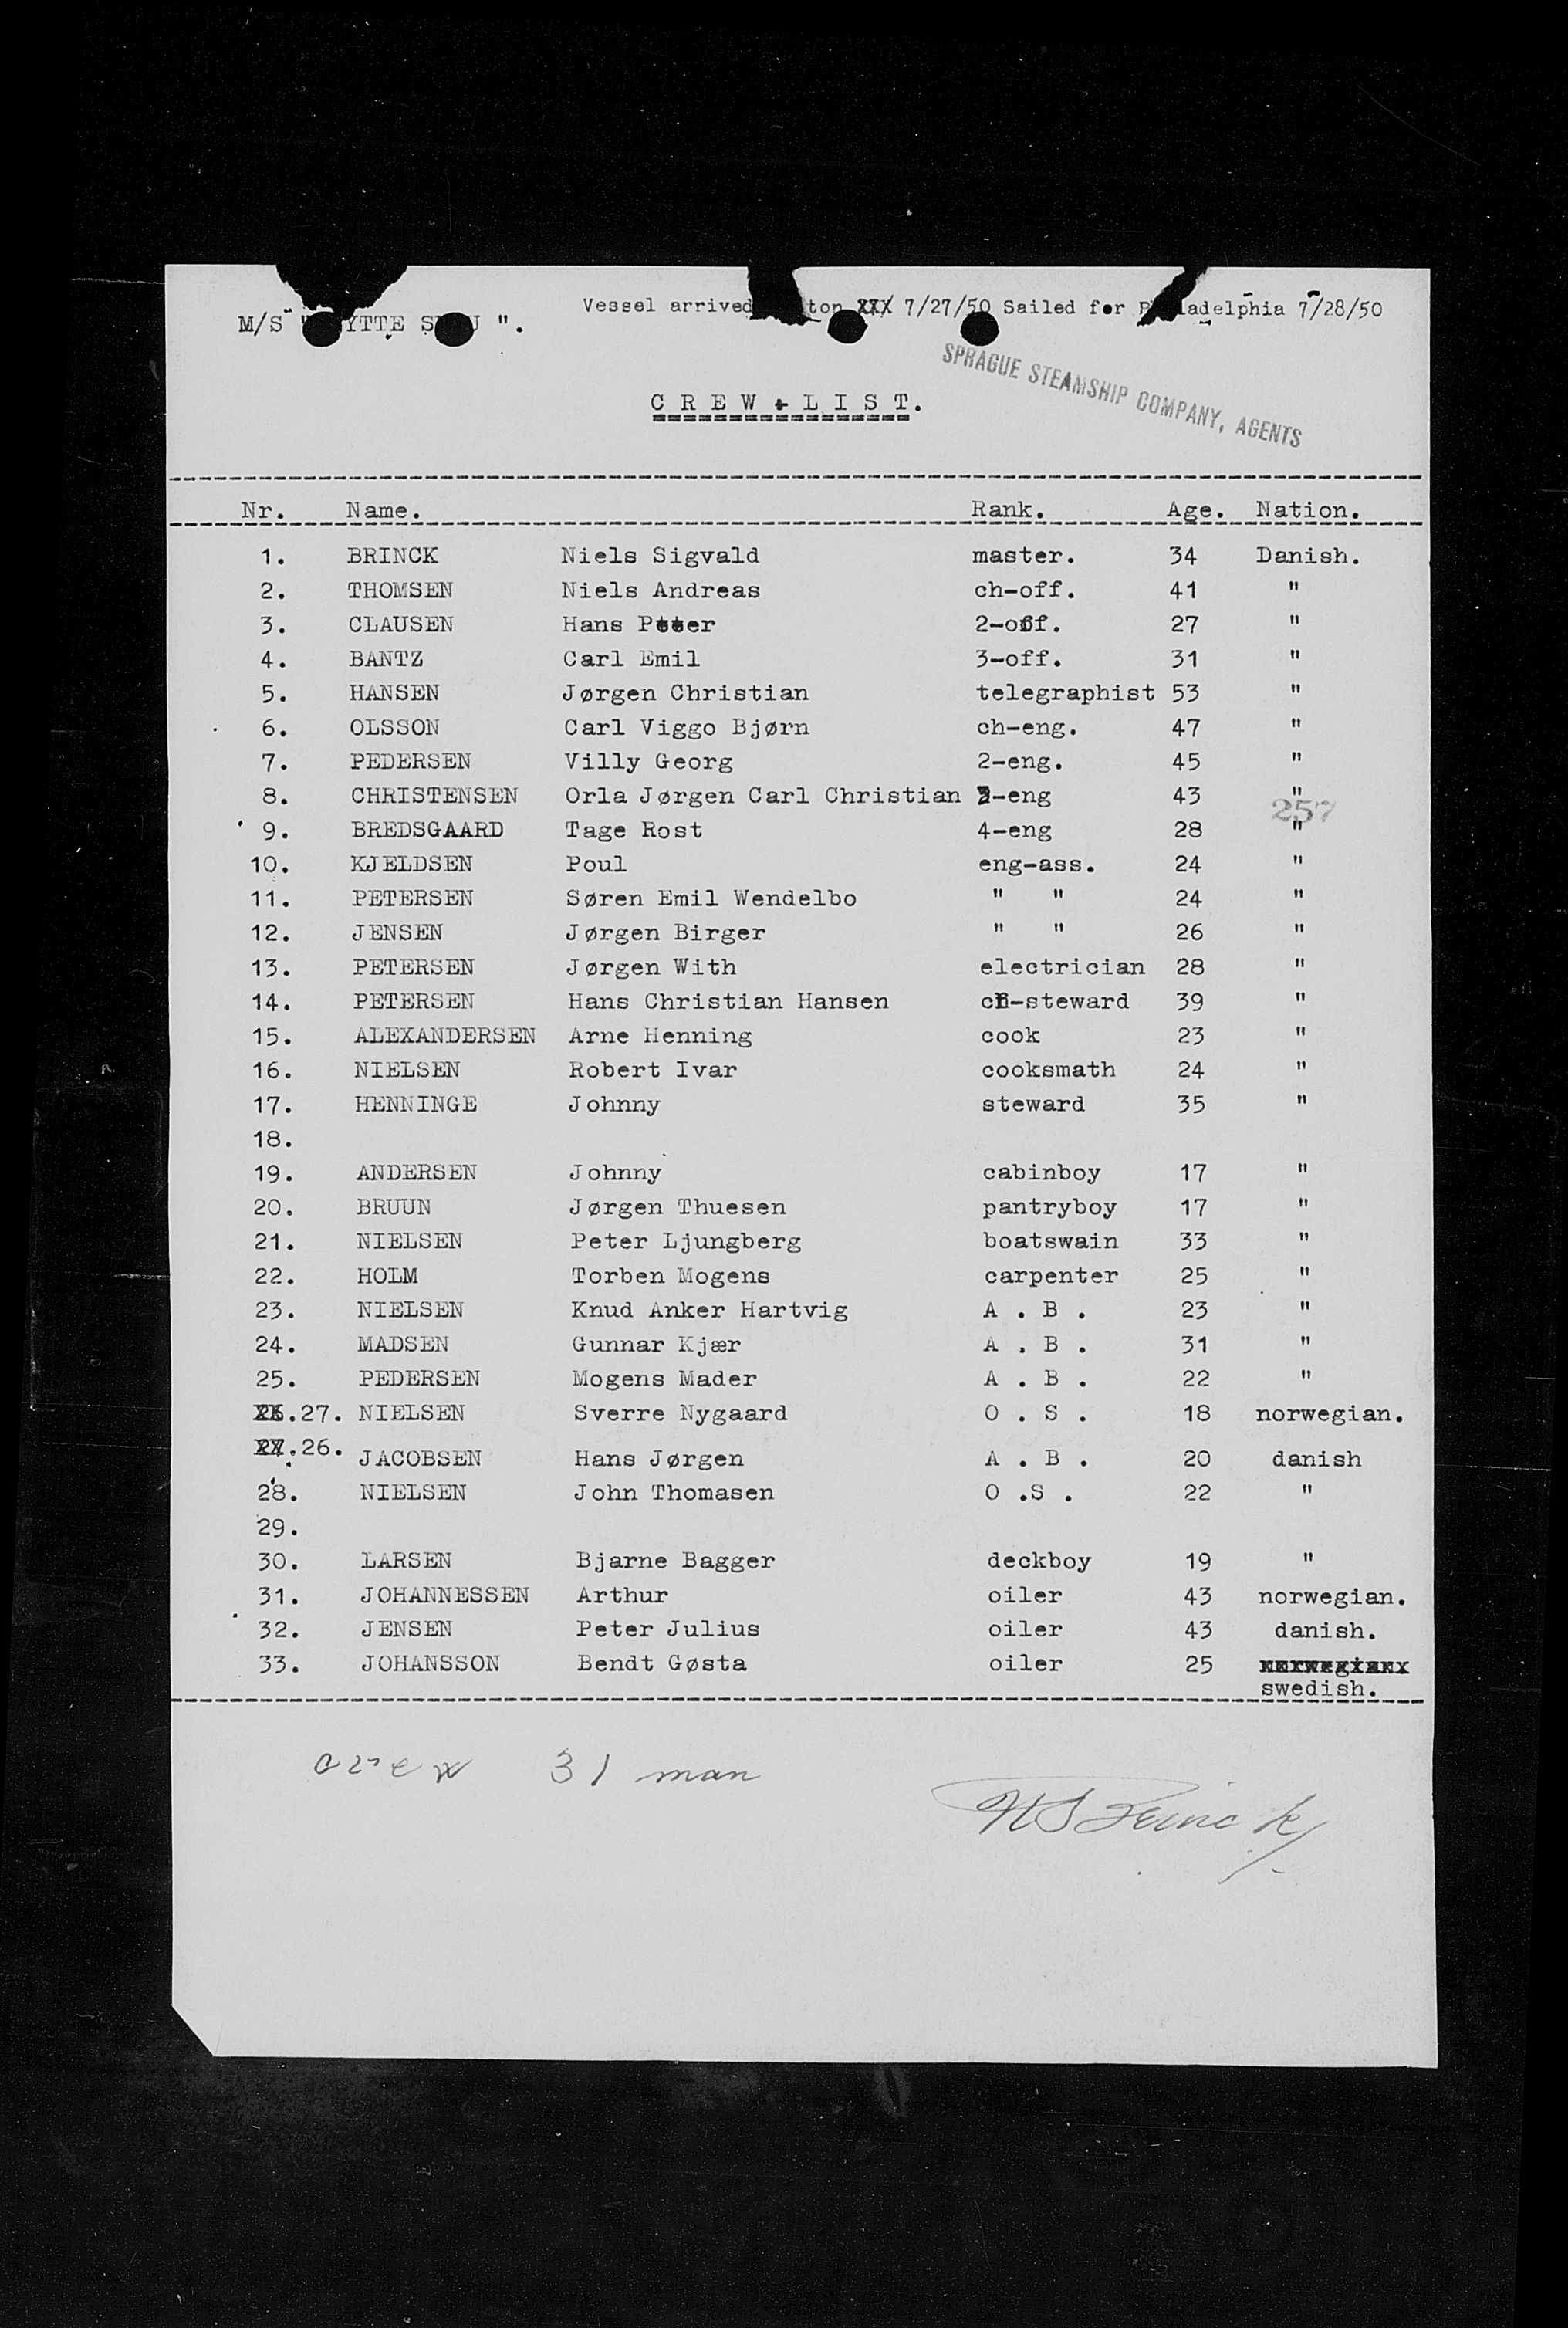 Vessel arrived ton XXX 7/27/50 Sailed for adelphia 7/28/50
M/S " YTTE S U ".
SPRAGUE STEAMSHIP COMPANY, AGENTS
C R E W - L I S T.
Nr. Name. Rank. Age. Nation.
1. BRINCK Niels Sigvald master. 34 Danish.
2. THOMSEN Niels Andreas ch-off. 41 "
3. CLAUSEN Hans Peter 2-off. 27 "
4. BANTZ Carl Emil 3-off. 31 "
5. HANSEN Jørgen Christian telegraphist 53 "
6. OLSSON Carl Viggo Bjørn ch-eng. 47 "
7. PEDERSEN Villy Georg 2-eng. 45 "
8. CHRISTENSEN Orla Jørgen Carl Christian 3-eng 43 "
257
9. BREDSGAARD Tage Rost 4-eng 28 "
10. KJELDSEN Poul eng-ass. 24 "
11. PETERSEN Søren Emil Wendelbo " " 24 "
12. JENSEN Jørgen Birger " " 26 "
13. PETERSEN Jørgen With electrician 28 "
14. PETERSEN Hans Christian Hansen ch-steward 39 "
15. ALEXANDERSEN Arne Henning cook 23 "
16. NIELSEN Robert Ivar cooksmath 24 "
17. HENNINGE Johnny steward 35 "
18.
19. ANDERSEN Johnny cabinboy 17 "
20. BRUUN Jørgen Thuesen pantryboy 17 "
21. NIELSEN Peter Ljungberg boatswain 33 "
22. HOLM Torben Mogens carpenter 25 "
23. NIELSEN Knud Anker Hartvig A . B . 23 "
24. MADSEN Gunnar Kjær A . B . 31 "
25. PEDERSEN Mogens Mader A . B . 22 "
26.27. NIELSEN Sverre Nygaard O . S . 18 norwegian.
27.26. JACOBSEN Hans Jørgen A . B . 20 danish
28. NIELSEN John Thomasen O .S . 22 "
29.
30. LARSEN Bjarne Bagger deckboy 19 "
31. JOHANNESSEN Arthur oiler 43 norwegian.
32. JENSEN Peter Julius oiler 43 danish.
33. JOHANSSON Bendt Gøsta oiler 25 norwegian
swedish.
crew 31 man
NSBrinck